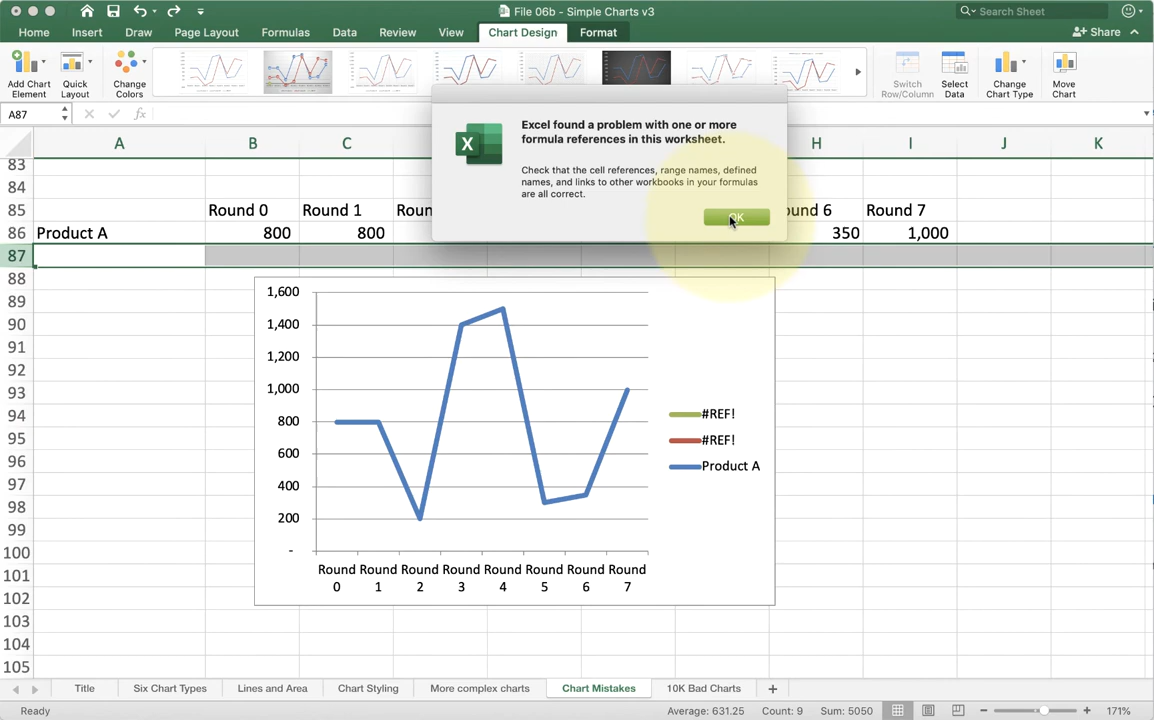 File 06b - Simple Charts v3
Search Sheet
Home Insert Draw Page Layout Formulas Data Review View Chart Design Format Share
Add Chart Element
Quick Layout
Change Colors
Switch Row/Column
Select Data
Change Chart Type
Move Chart
A87 fx
Excel found a problem with one or more
formula references in this worksheet.
Check that the cell references, range names, defined
names, and links to other workbooks in your formulas
are all correct.
OK
A B C H I J K
83
84
85 Round 0 Round 1 Round 7
86 Product A 800 800 350 1,000
87
88
89
90
91
92
93
94
95
96
97
98
99
100
101
102
103
104
105
1,600
1,400
1,200
1,000
800
600
400
200
-
Round Round Round Round Round Round Round Round
0 1 2 3 4 5 6 7
#REF!
#REF!
Product A
Title Six Chart Types Lines and Area Chart Styling More complex charts Chart Mistakes 10K Bad Charts +
Ready Average: 631.25 Count: 9 Sum: 5050 171%